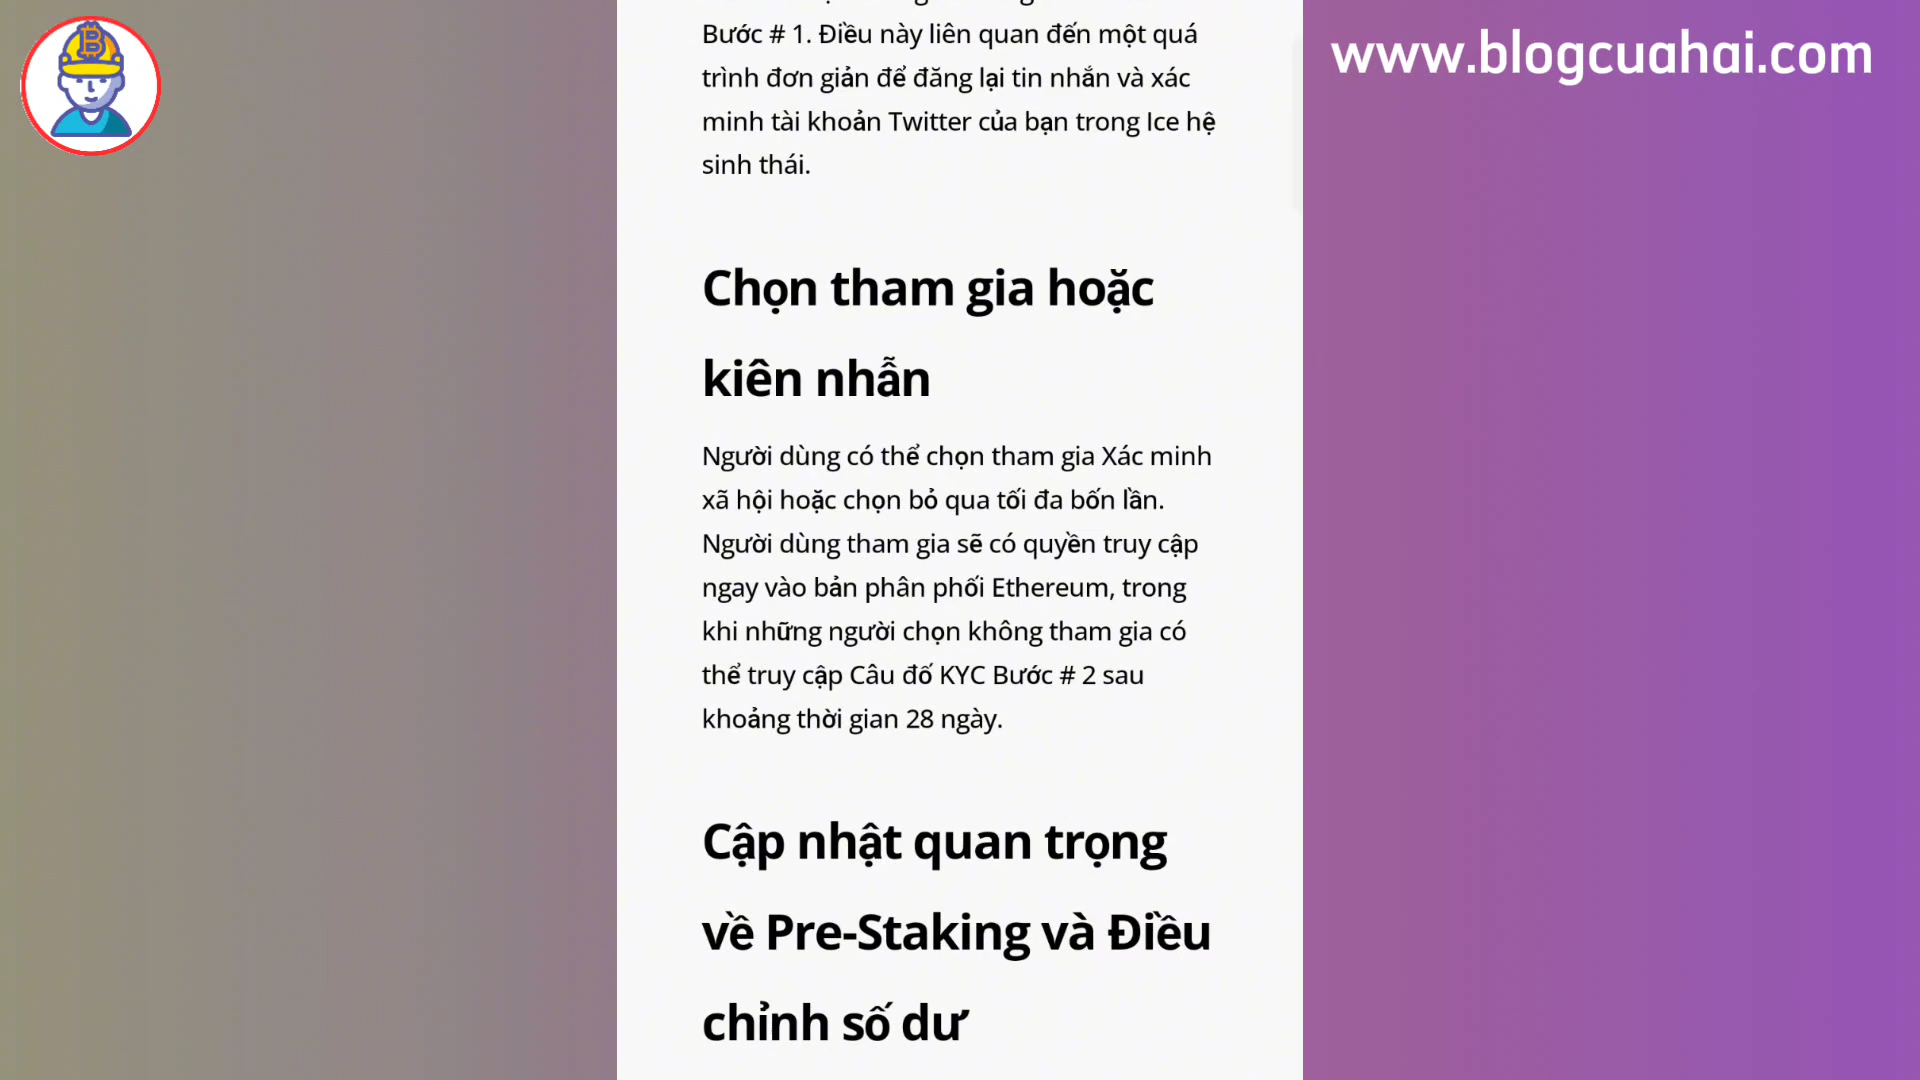 www.blogcuahai.com
Bước # 1. Điều này liên quan đến một quá
trình đơn giản để đăng lại tin nhắn và xác
minh tài khoản Twitter của bạn trong Ice hệ
sinh thái.
Chọn tham gia hoặc
kiên nhẫn
Người dùng có thể chọn tham gia Xác minh
xã hội hoặc chọn bỏ qua tối đa bốn lần.
Người dùng tham gia sẽ có quyền truy cập
ngay vào bản phân phối Ethereum, trong
khi những người chọn không tham gia có
thể truy cập Câu đố KYC Bước # 2 sau
khoảng thời gian 28 ngày.
Cập nhật quan trọng
về Pre-Staking và Điều
chỉnh số dư